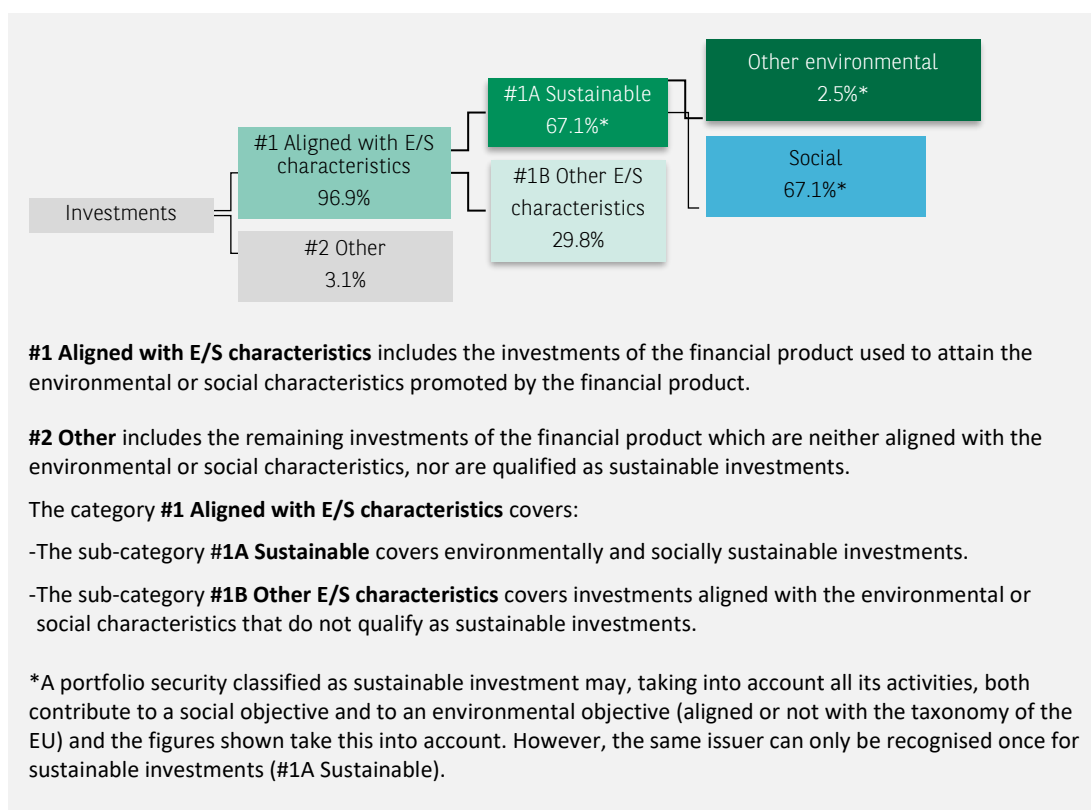 Investments
#1 Aligned with E/S
characteristics
96.9%
#2 Other
3.1%
#1A Sustainable
67.1%*
#1B Other E/S
characteristics
29.8%
Other environmental
2.5%*
Social
67.1%*
#1 Aligned with E/S characteristics includes the investments of the financial product used to attain the
environmental or social characteristics promoted by the financial product.
#2 Other includes the remaining investments of the financial product which are neither aligned with the
environmental or social characteristics, nor are qualified as sustainable investments.
The category #1 Aligned with E/S characteristics covers:
-The sub-category #1A Sustainable covers environmentally and socially sustainable investments.
-The sub-category #1B Other E/S characteristics covers investments aligned with the environmental or
social characteristics that do not qualify as sustainable investments.
*A portfolio security classified as sustainable investment may, taking into account all its activities, both
contribute to a social objective and to an environmental objective (aligned or not with the taxonomy of the
EU) and the figures shown take this into account. However, the same issuer can only be recognised once for
sustainable investments (#1A Sustainable).